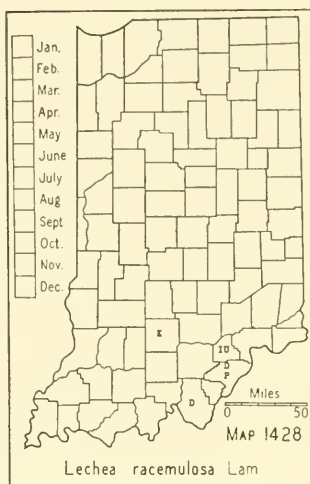 Jan.
Feb.
Mar.
Apr.
May
June
July
Aug
Sept
Oct.
Nov.
Dec.
K
IU
D
P
D
Miles
0 50
MAP 1428
Lechea racemulosa Lam